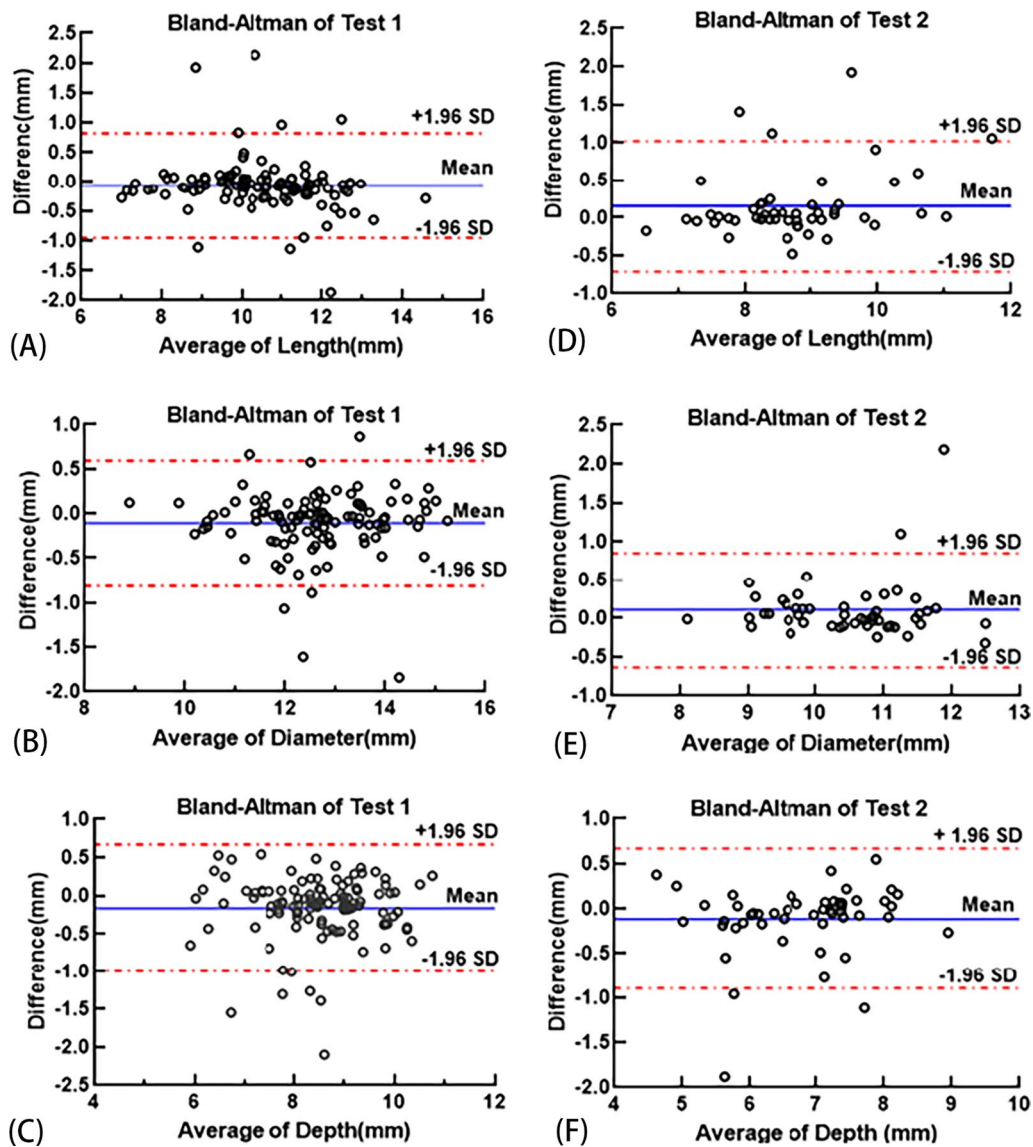 Bland-Altman of Test 1
2.5
2.0
1.5
1.0
0.5
0.0
-0.5
-1.0
-1.5
-2.0
Differenc(mm)
+1.96 SD
Mean
-1.96 SD
6 8 10 12 14 16
Average of Length(mm)
(A)
Bland-Altman of Test 2
2.5
2.0
1.5
1.0
0.5
0.0
-0.5
-1.0
Difference(mm)
+1.96 SD
Mean
-1.96 SD
6 8 10 12
Average of Length(mm)
(D)
Bland-Altman of Test 1
1.0
0.5
0.0
-0.5
-1.0
-1.5
-2.0
Difference(mm)
+1.96 SD
Mean
-1.96 SD
8 10 12 14 16
Average of Diameter(mm)
(B)
Bland-Altman of Test 2
2.5
2.0
1.5
1.0
0.5
0.0
-0.5
-1.0
Difference(mm)
+1.96 SD
Mean
-1.96 SD
7 8 9 10 11 12 13
Average of Diameter(mm)
(E)
Bland-Altman of Test 1
1.0
0.5
0.0
-0.5
-1.0
-1.5
-2.0
-2.5
Difference(mm)
+1.96 SD
Mean
-1.96 SD
4 6 8 10 12
Average of Depth(mm)
(C)
Bland-Altman of Test 2
1.0
0.5
0.0
-0.5
-1.0
-1.5
-2.0
Difference(mm)
+ 1.96 SD
Mean
-1.96 SD
4 5 6 7 8 9 10
Average of Depth (mm)
(F)